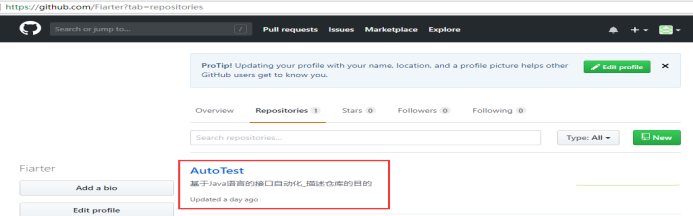 https://github.com/Fiarter?tab=repositories
Search or jump to... / Pull requests Issues Marketplace Explore
ProTip! Updating your profile with your name, location, and a profile picture helps other
GitHub users get to know you.
Edit profile
Overview Repositories 1 Stars 0 Followers 0 Following 0
Search repositories...
Type: All
New
Fiarter
Add a bio
Edit profile
AutoTest
基于Java语言的接口自动化_描述仓库的目的
Updated a day ago